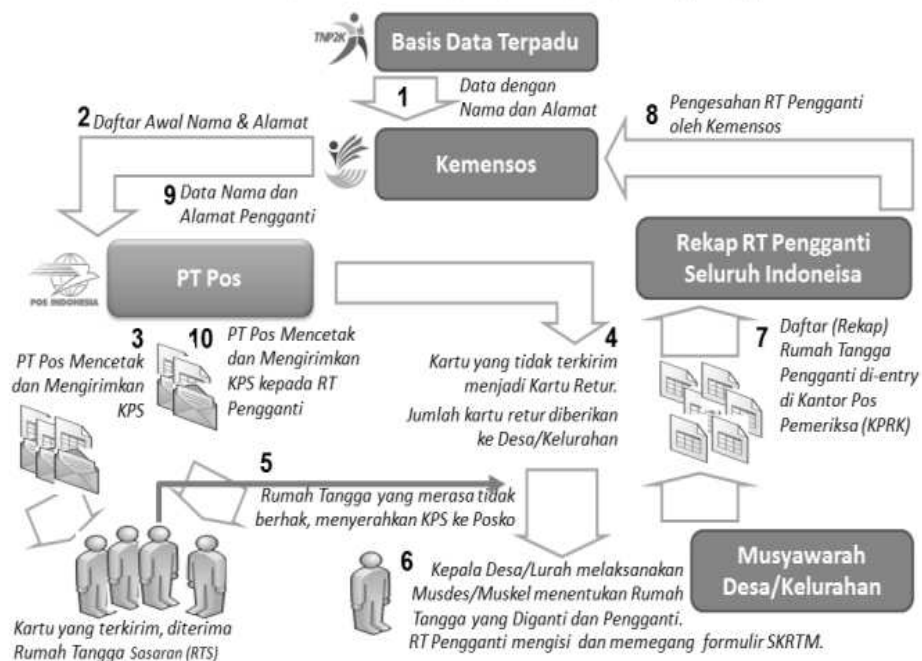 TNP2K
Basis Data Terpadu
1
Data dengan
Nama dan Alamat
2 Daftar Awal Nama & Alamat
8
Pengesahan RT Pengganti
oleh Kemensos
Kemensos
9 Data Nama dan
Alamat Pengganti
Rekap RT Pengganti
Seluruh Indoneisa
POS INDONESIA
PT Pos
3
PT Pos Mencetak
dan Mengirimkan
KPS
10
PT Pos Mencetak
dan Mengirimkan
KPS kepada RT
Pengganti
4
Kartu yang tidak terkirim
menjadi Kartu Retur.
Jumlah kartu retur diberikan
ke Desa/Kelurahan
7
Daftar (Rekap)
Rumah Tangga
Pengganti di-entry
di Kantor Pos
Pemeriksa (KPRK)
5
Rumah Tangga yang merasa tidak
berhak, menyerahkan KPS ke Posko
6
Kepala Desa/Lurah melaksanakan
Musdes/Muskel menentukan Rumah
Tangga yang Diganti dan Pengganti.
RT Pengganti mengisi dan memegang formulir SKRTM.
Musyawarah
Desa/Kelurahan
Kartu yang terkirim, diterima
Rumah Tangga Sasaran (RTS)